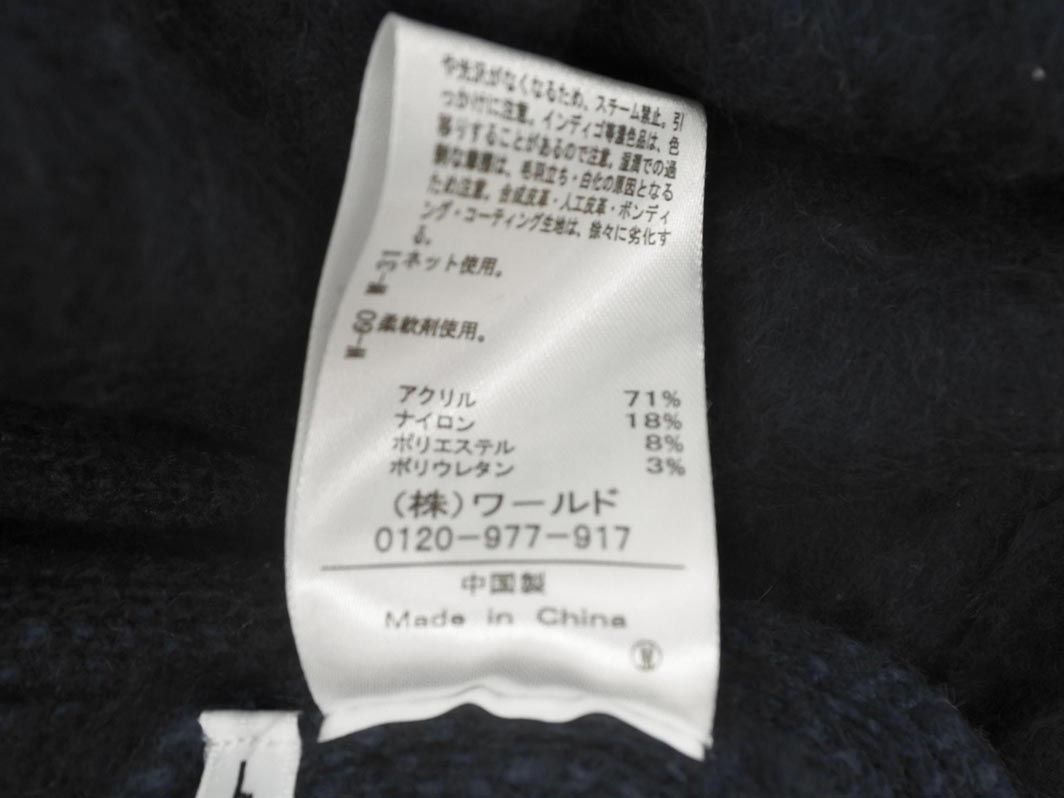 や光沢がなくなるため、スチーム禁止。引
っかけに注意。インディゴ等濃色品は、色
移りすることがあるので注意。湿潤での過
剰な摩擦は、毛羽立ち・白化の原因となる
ため注意。合成皮革・人工皮革・ボンディ
ング・コーティング生地は、徐々に劣化す
る。
ネット使用。
柔軟剤使用。
アクリル 71%
ナイロン 18%
ポリエステル 8%
ポリウレタン 3%
(株)ワールド
0120-977-917
中国製
Made in China
W